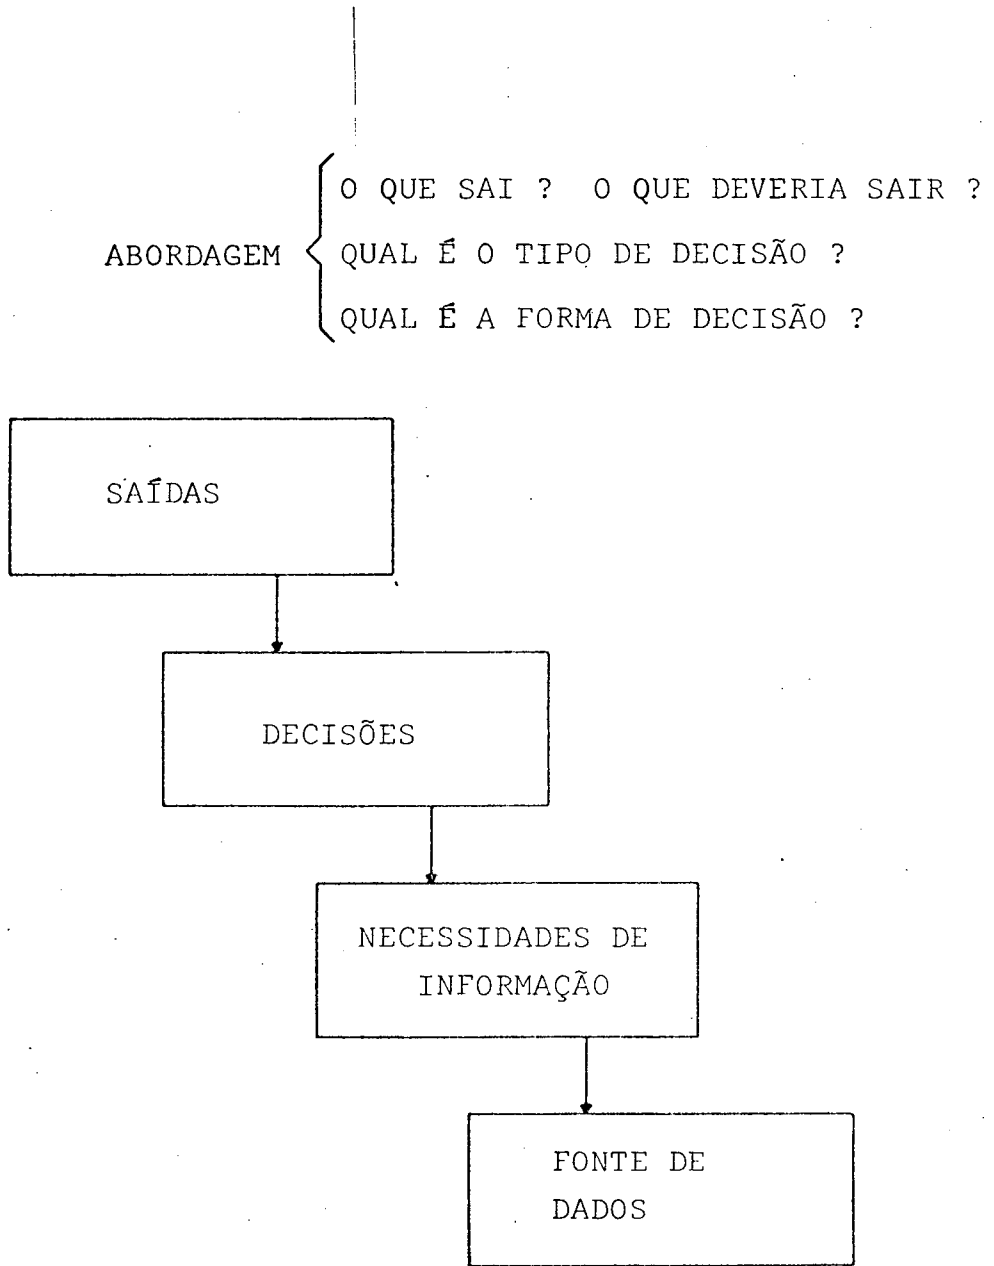 O QUE SAI ? O QUE DEVERIA SAIR ?
ABORDAGEM QUAL É O TIPO DE DECISÃO ?
QUAL É A FORMA DE DECISÃO ?
SAÍDAS
DECISÕES
NECESSIDADES DE
INFORMAÇÃO
FONTE DE
DADOS